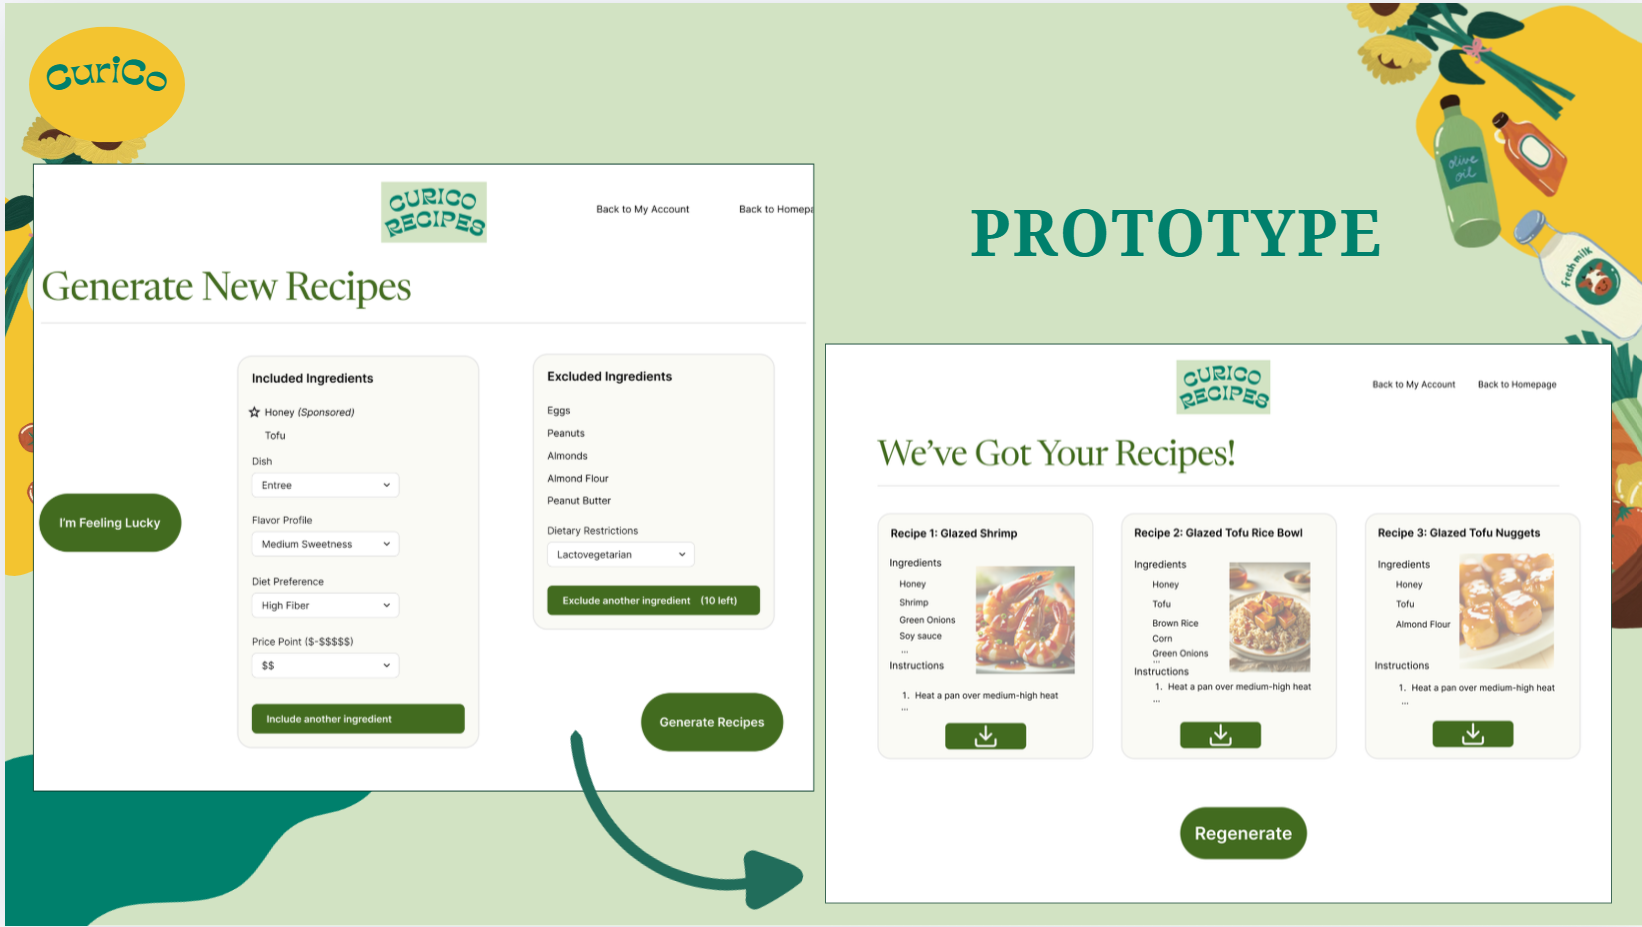 CuriCo
PROTOTYPE
olive
oil
fresh milk
CURICO
RECIPES
Back to My Account
Back to Homepa
Generate New Recipes
I'm Feeling Lucky
Included Ingredients
Honey (Sponsored)
Tofu
Dish
Entree
Flavor Profile
Medium Sweetness
Diet Preference
High Fiber
Price Point ($-$$$$$)
$$
Include another ingredient
Excluded Ingredients
Eggs
Peanuts
Almonds
Almond Flour
Peanut Butter
Dietary Restrictions
Lactovegetarian
Exclude another ingredient (10 left)
Generate Recipes
CURICO
RECIPES
Back to My Account
Back to Homepage
We've Got Your Recipes!
Recipe 1: Glazed Shrimp
Ingredients
Honey
Shrimp
Green Onions
Soy sauce
...
Instructions
1. Heat a pan over medium-high heat
...
Recipe 2: Glazed Tofu Rice Bowl
Ingredients
Honey
Tofu
Brown Rice
Corn
Green Onions
...
Instructions
1. Heat a pan over medium-high heat
...
Recipe 3: Glazed Tofu Nuggets
Ingredients
Honey
Tofu
Almond Flour
Instructions
1. Heat a pan over medium-high heat
...
Regenerate